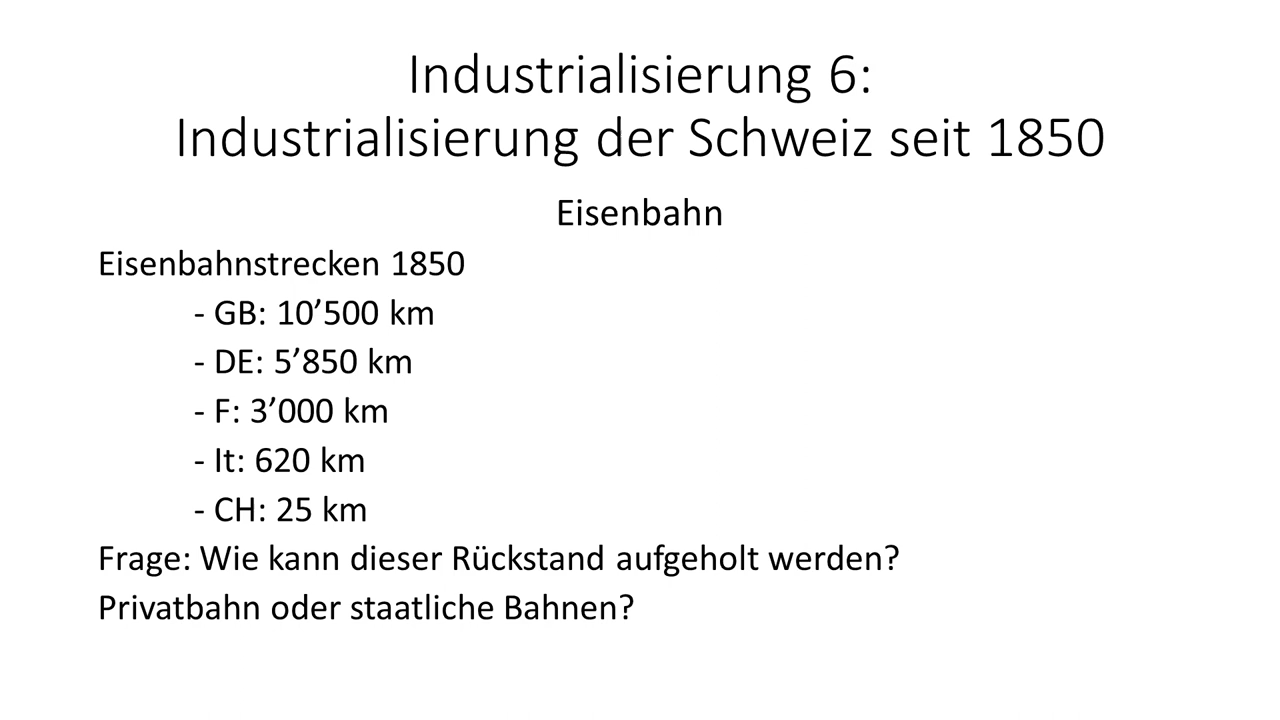 Industrialisierung 6:
Industrialisierung der Schweiz seit 1850
Eisenbahn
Eisenbahnstrecken 1850
- GB: 10’500 km
- DE: 5’850 km
- F: 3’000 km
- It: 620 km
- CH: 25 km
Frage: Wie kann dieser Rückstand aufgeholt werden?
Privatbahn oder staatliche Bahnen?